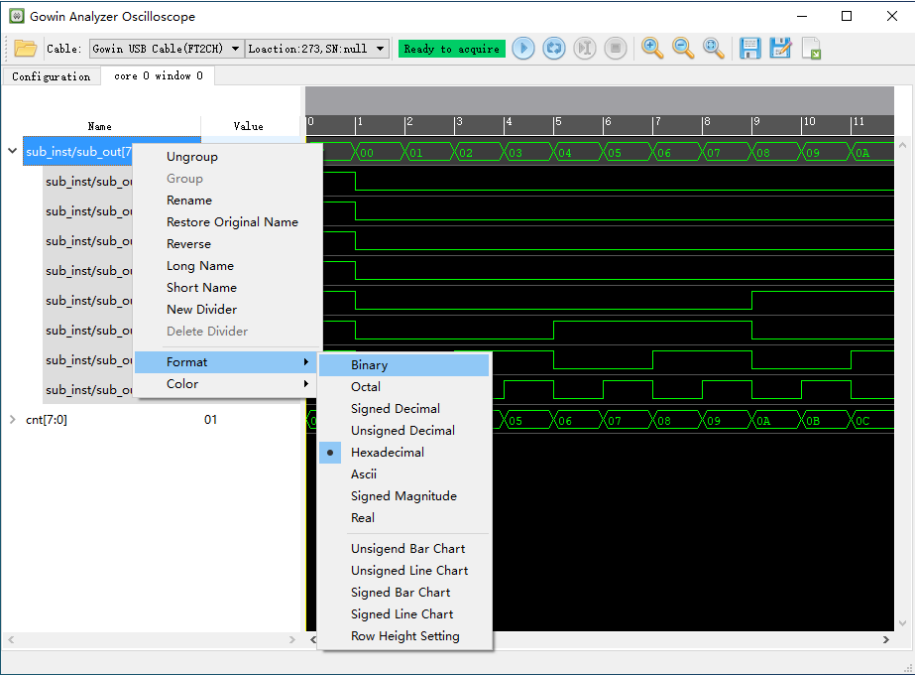 Gowin Analyzer Oscilloscope
Cable: Gowin USB Cable(FT2CH) Loaction:273,SN:null Ready to acquire
Configuration core 0 window 0
Name Value 0 1 2 3 4 5 6 7 8 9 10 11
sub_inst/sub_out[7 00 01 02 03 04 05 06 07 08 09 0A
Ungroup
sub_inst/sub_ou
Group
Rename
sub_inst/sub_ou
Restore Original Name
sub_inst/sub_ou
Reverse
Long Name
sub_inst/sub_ou
Short Name
sub_inst/sub_ou
New Divider
sub_inst/sub_ou
Delete Divider
sub_inst/sub_ou
Format
Color
sub_inst/sub_ou
Binary
Octal
Signed Decimal
cnt[7:0] 01 05 06 07 08 09 0A 0B 0C
Unsigned Decimal
Hexadecimal
Ascii
Signed Magnitude
Real
Unsigend Bar Chart
Unsigned Line Chart
Signed Bar Chart
Signed Line Chart
Row Height Setting